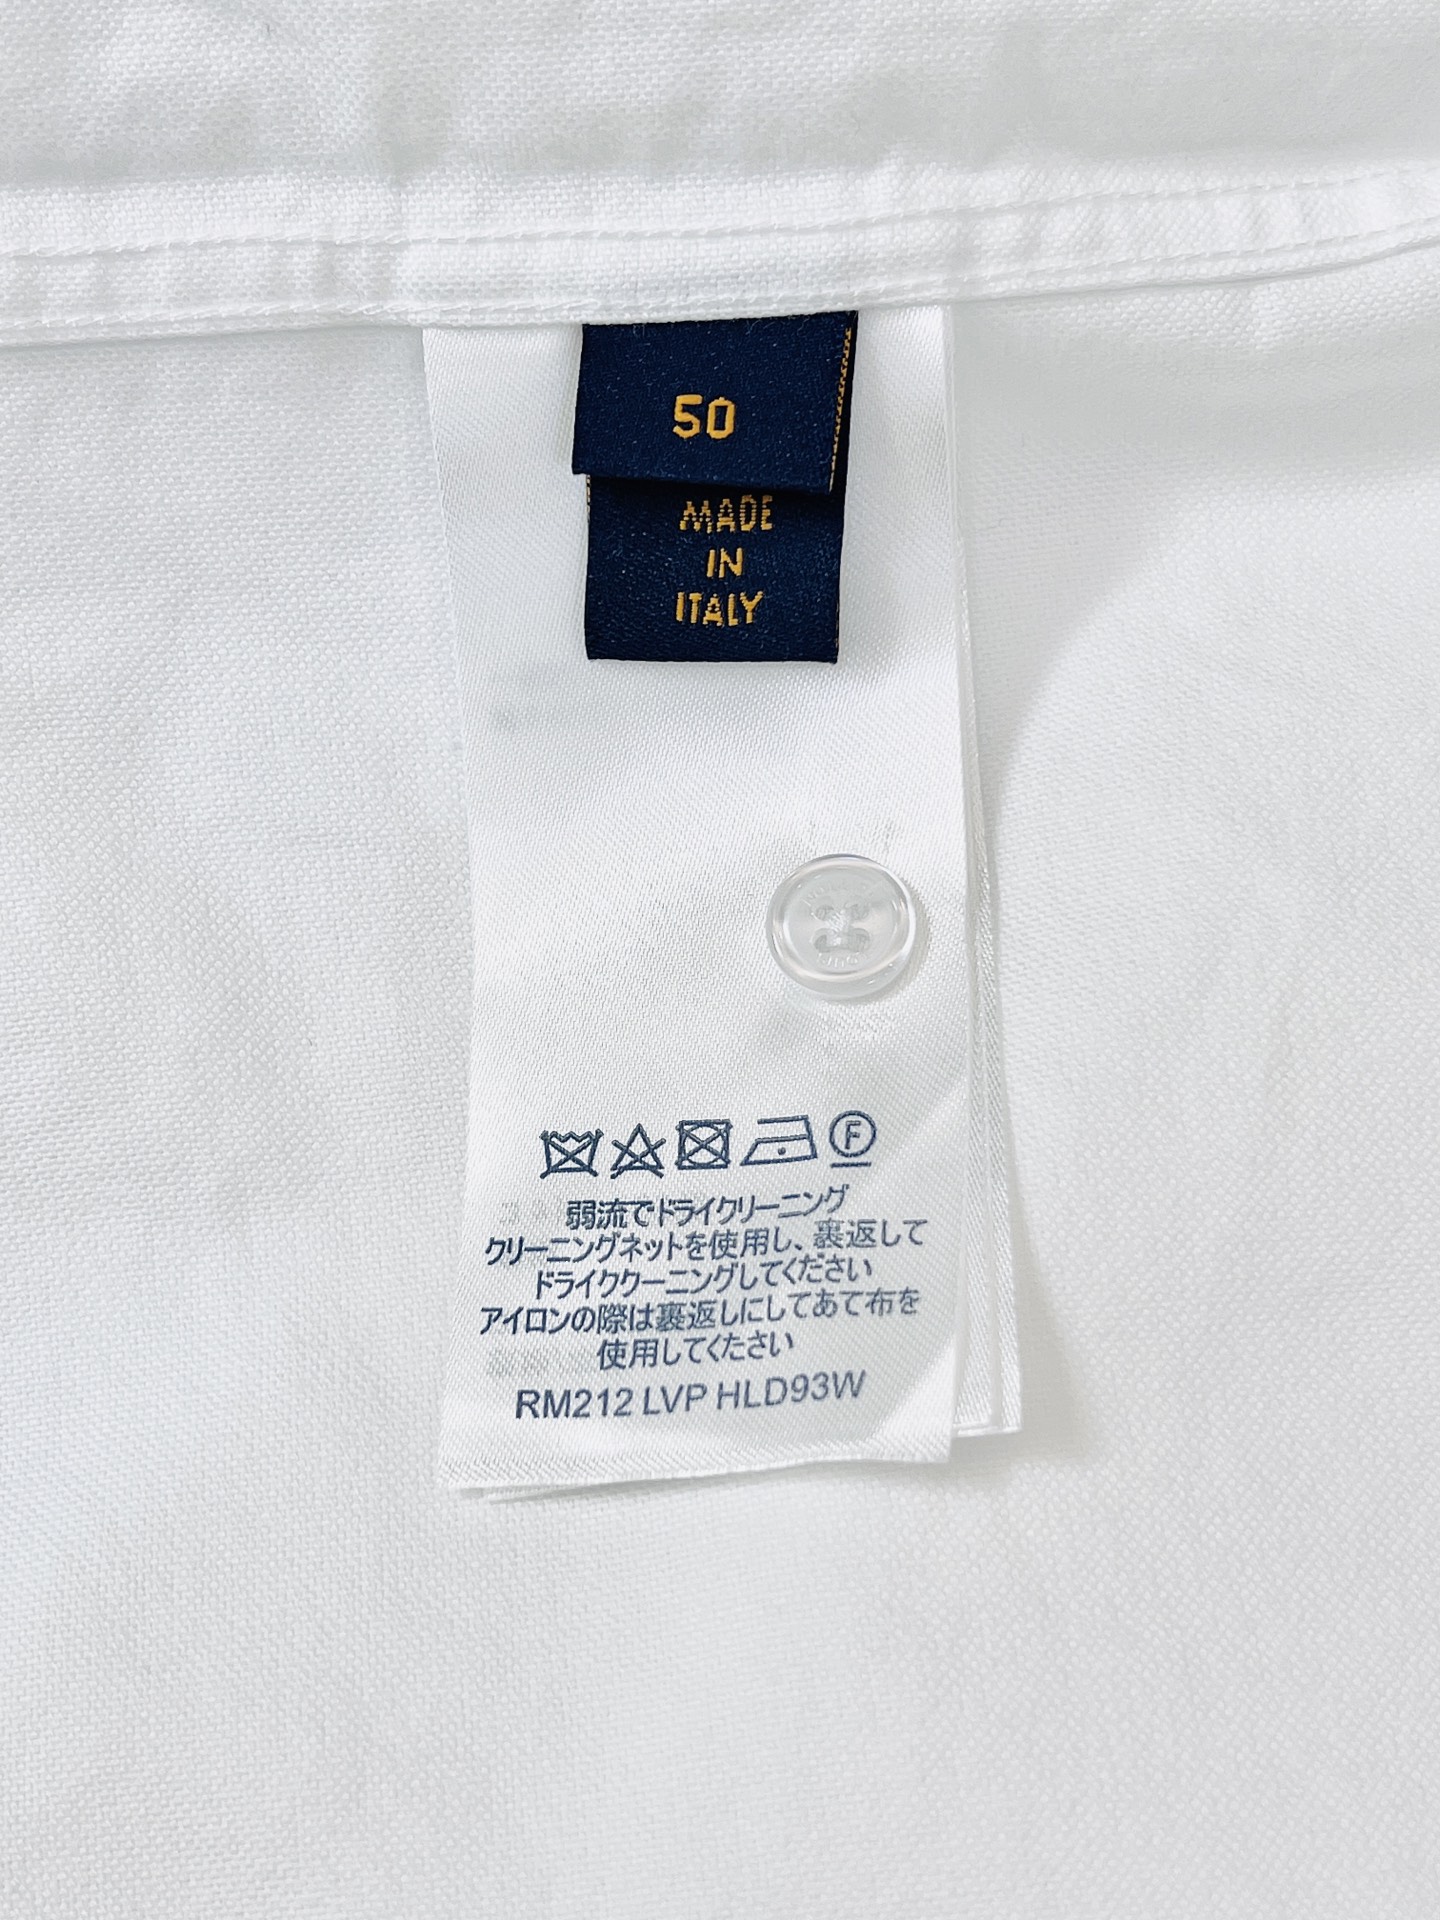 50
MADE
IN
ITALY
F
弱流でドライクリーニング
クリーニングネットを使用し、裏返して
ドライククーニングしてください
アイロンの際は裏返しにしてあて布を
使用してくたさい
RM212 LVP HLD93W